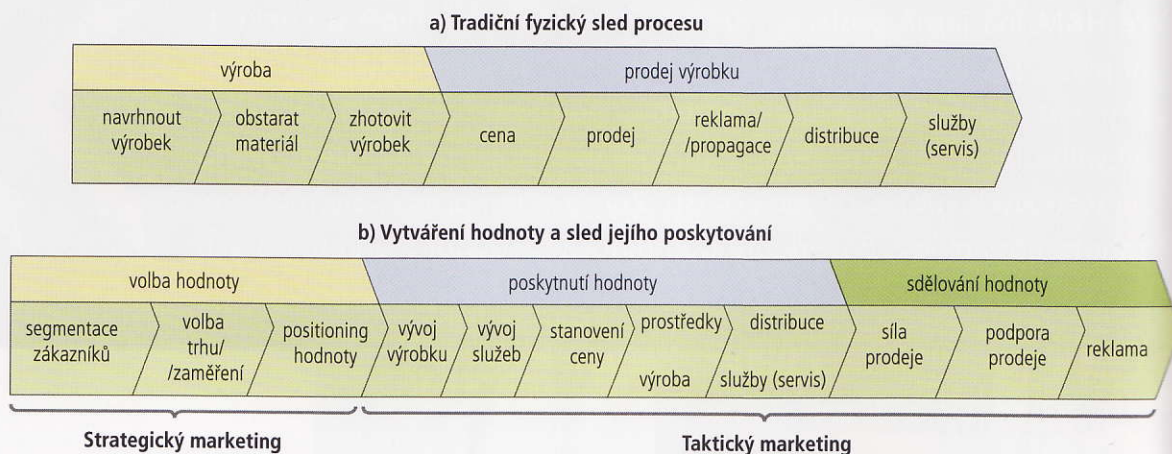 a) Tradiční fyzický sled procesu
výroba
prodej výrobku
navrhnout
výrobek
obstarat
materiál
zhotovit
výrobek
cena
prodej
reklama/
/propagace
distribuce
služby
(servis)
b) Vytváření hodnoty a sled jejího poskytování
volba hodnoty
poskytnutí hodnoty
sdělování hodnoty
segmentace
zákazníků
volba
trhu/
/zaměření
positioning
hodnoty
vývoj
výrobku
vývoj
služeb
stanovení
ceny
prostředky
výroba
distribuce
služby (servis)
síla
prodeje
podpora
prodeje
reklama
Strategický marketing
Taktický marketing